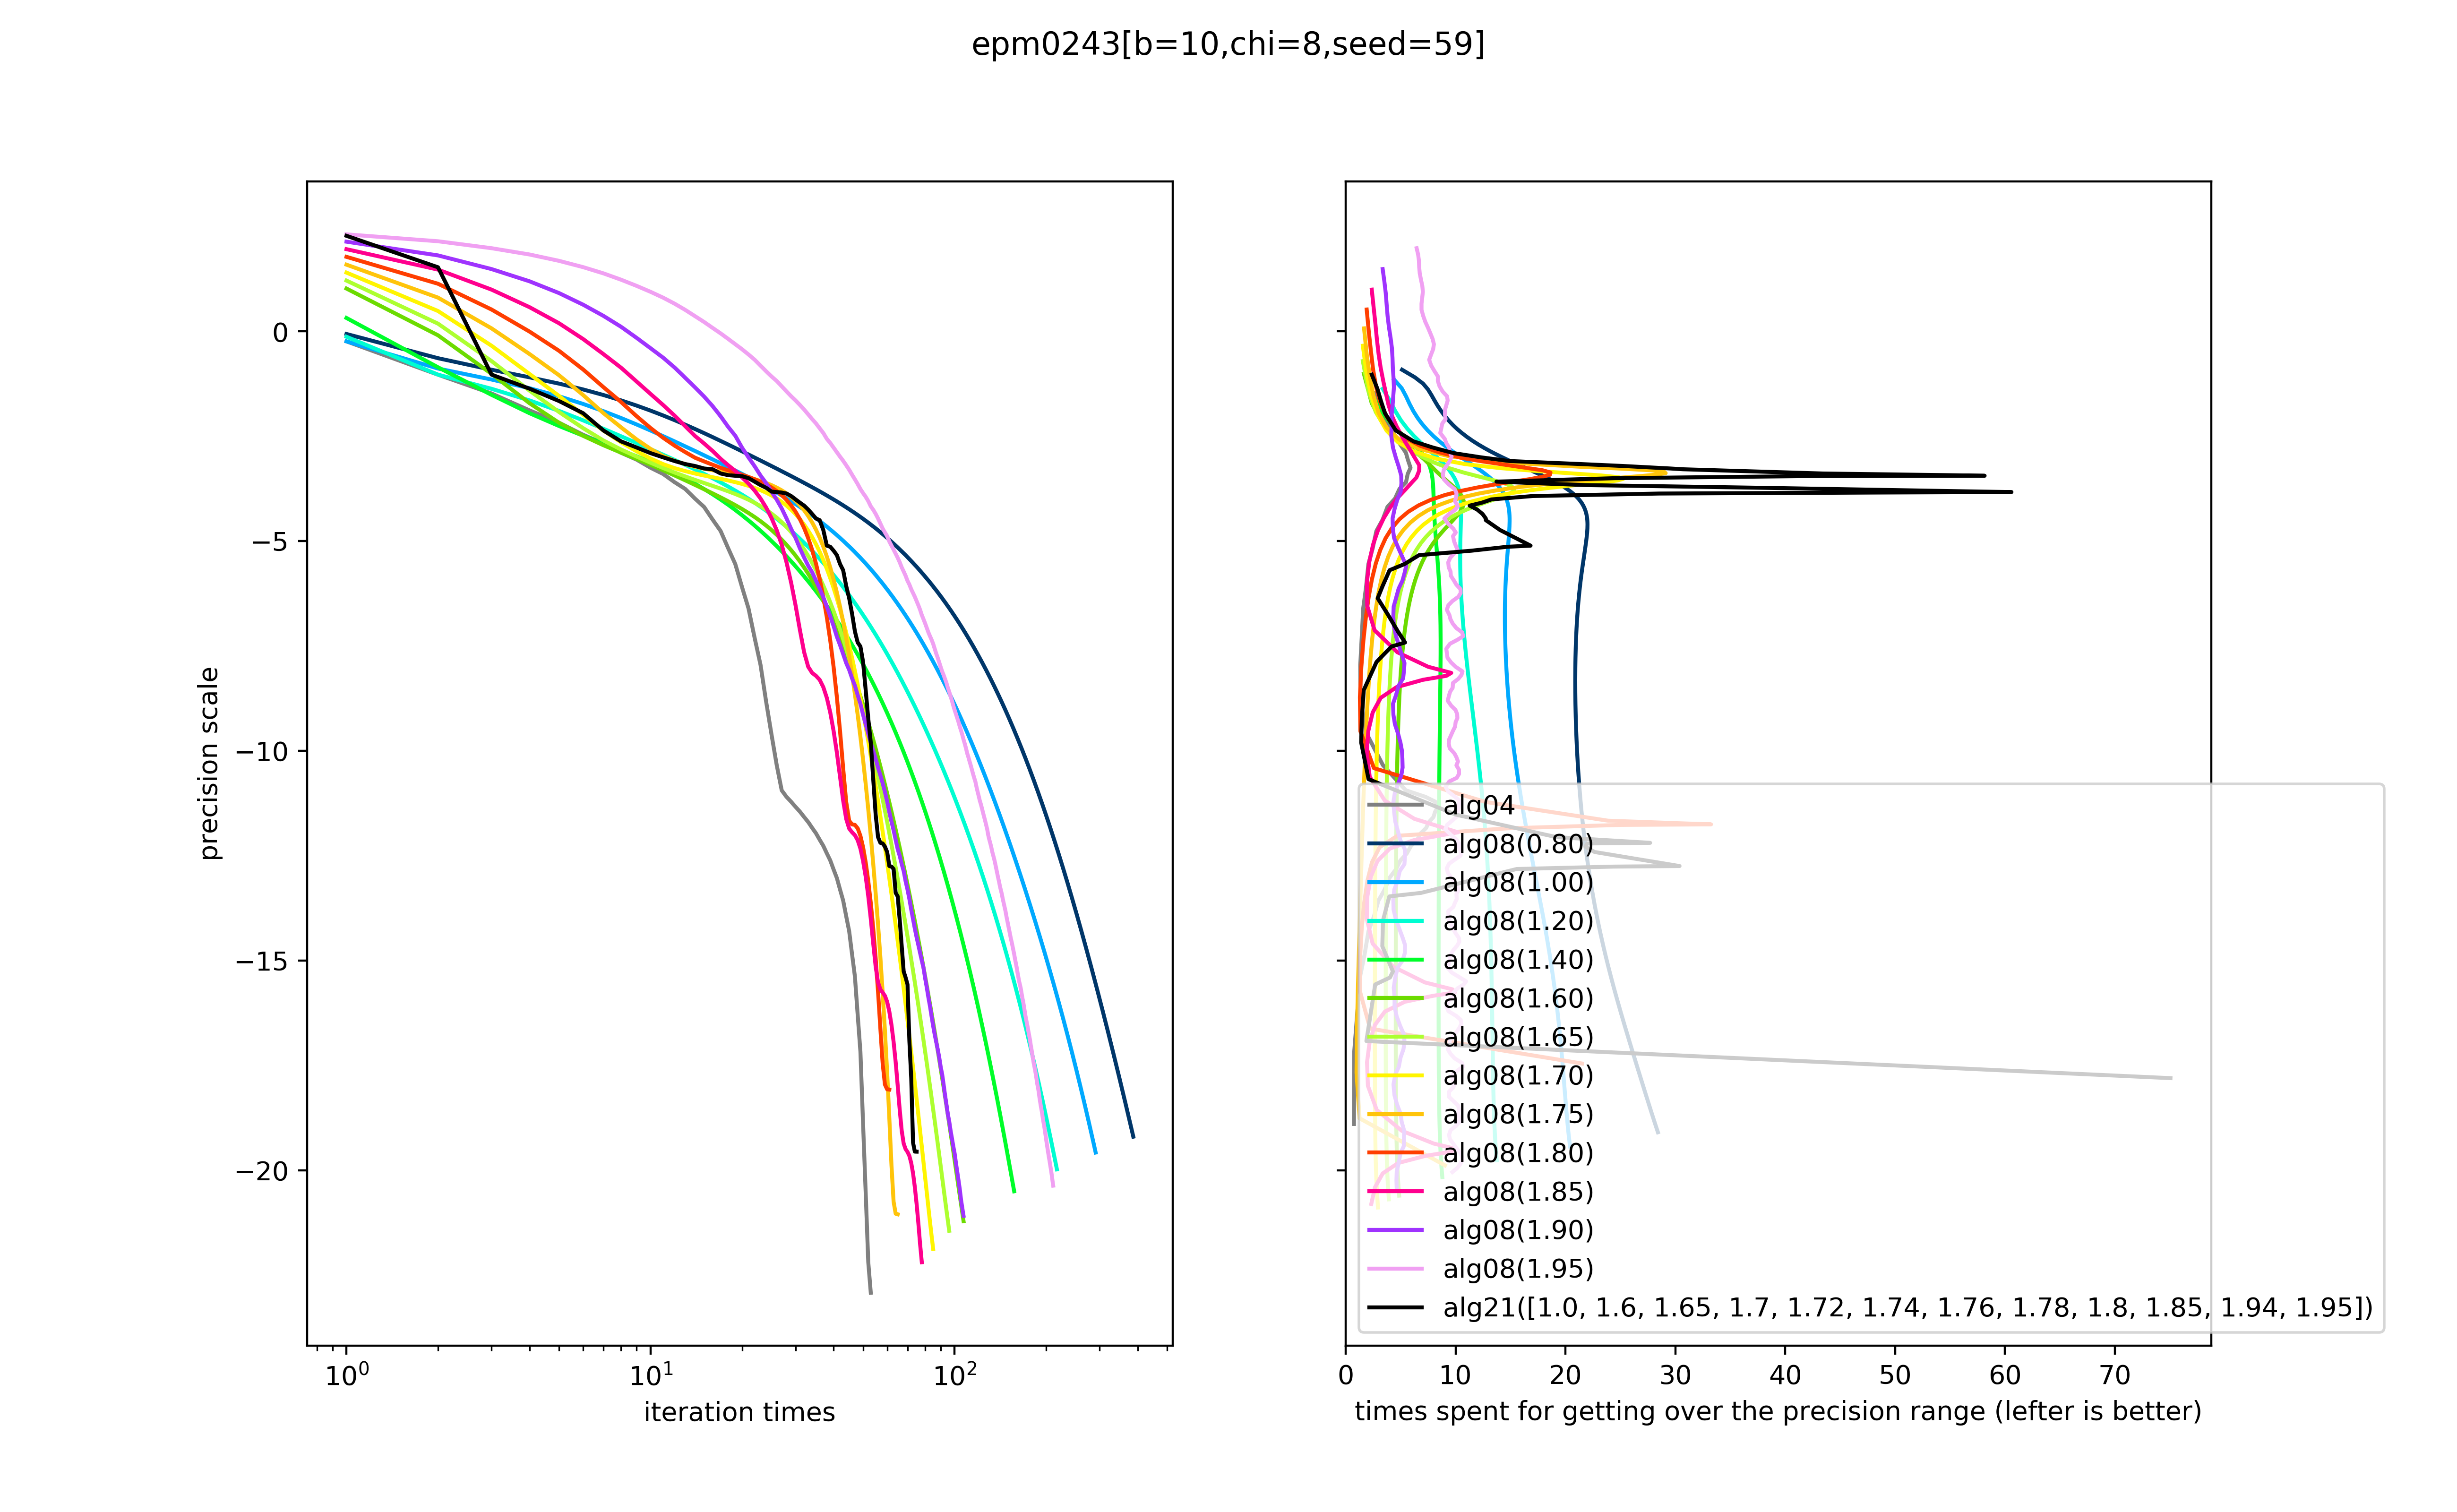 epm0243[b=10,chi=8,seed=59]
precision scale
0
−5
−10
−15
−20
10^0
10^1
10^2
iteration times
alg04
alg08(0.80)
alg08(1.00)
alg08(1.20)
alg08(1.40)
alg08(1.60)
alg08(1.65)
alg08(1.70)
alg08(1.75)
alg08(1.80)
alg08(1.85)
alg08(1.90)
alg08(1.95)
alg21([1.0, 1.6, 1.65, 1.7, 1.72, 1.74, 1.76, 1.78, 1.8, 1.85, 1.94, 1.95])
0 10 20 30 40 50 60 70
times spent for getting over the precision range (lefter is better)